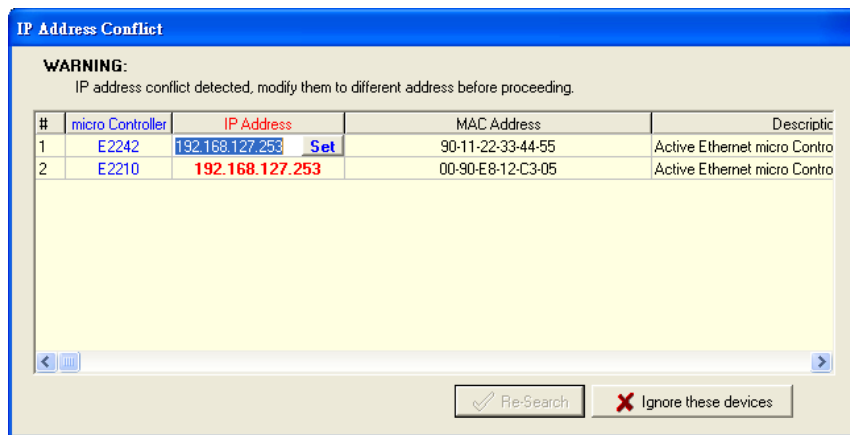 IP Address Conflict
WARNING:
IP address conflict detected, modify them to different address before proceeding.
# micro Controller IP Address MAC Address Descriptic
1 E2242 192.168.127.253 Set 90-11-22-33-44-55 Active Ethernet micro Contro
2 E2210 192.168.127.253 00-90-E8-12-C3-05 Active Ethernet micro Contro
Re-Search Ignore these devices